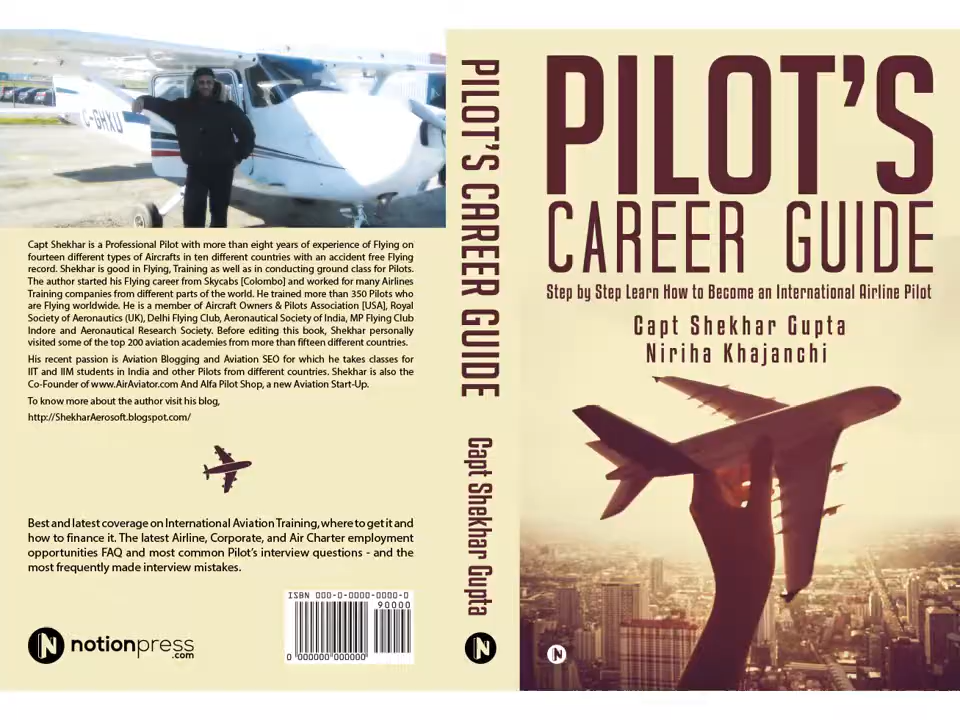 C-GHXU
Capt Shekhar is a Professional Pilot with more than eight years of experience of Flying on
fourteen different types of Aircrafts in ten different countries with an accident free Flying
record. Shekhar is good in Flying, Training as well as in conducting ground class for Pilots.
The author started his Flying career from Skycabs [Colombo] and worked for many Airlines
Training companies from different parts of the world. He trained more than 350 Pilots who
are Flying worldwide. He is a member of Aircraft Owners & Pilots Association [USA], Royal
Society of Aeronautics (UK), Delhi Flying Club, Aeronautical Society of India, MP Flying Club
Indore and Aeronautical Research Society. Before editing this book, Shekhar personally
visited some of the top 200 aviation academies from more than fifteen different countries.
His recent passion is Aviation Blogging and Aviation SEO for which he takes classes for
IIT and IIM students in India and other Pilots from different countries. Shekhar is also the
Co-Founder of www.AirAviator.com And Alfa Pilot Shop, a new Aviation Start-Up.
To know more about the author visit his blog,
http://ShekharAerosoft.blogspot.com/
Best and latest coverage on International Aviation Training, where to get it and
how to finance it. The latest Airline, Corporate, and Air Charter employment
opportunities FAQ and most common Pilot's interview questions - and the
most frequently made interview mistakes.
N notionpress
.com
ISBN 000-0-0000-0000-0
90000
0 000000 000000
PILOT'S CAREER GUIDE
Capt Shekhar Gupta
N
PILOT'S
CAREER GUIDE
Step by Step Learn How to Become an International Airline Pilot
Capt Shekhar Gupta
Niriha Khajanchi
N